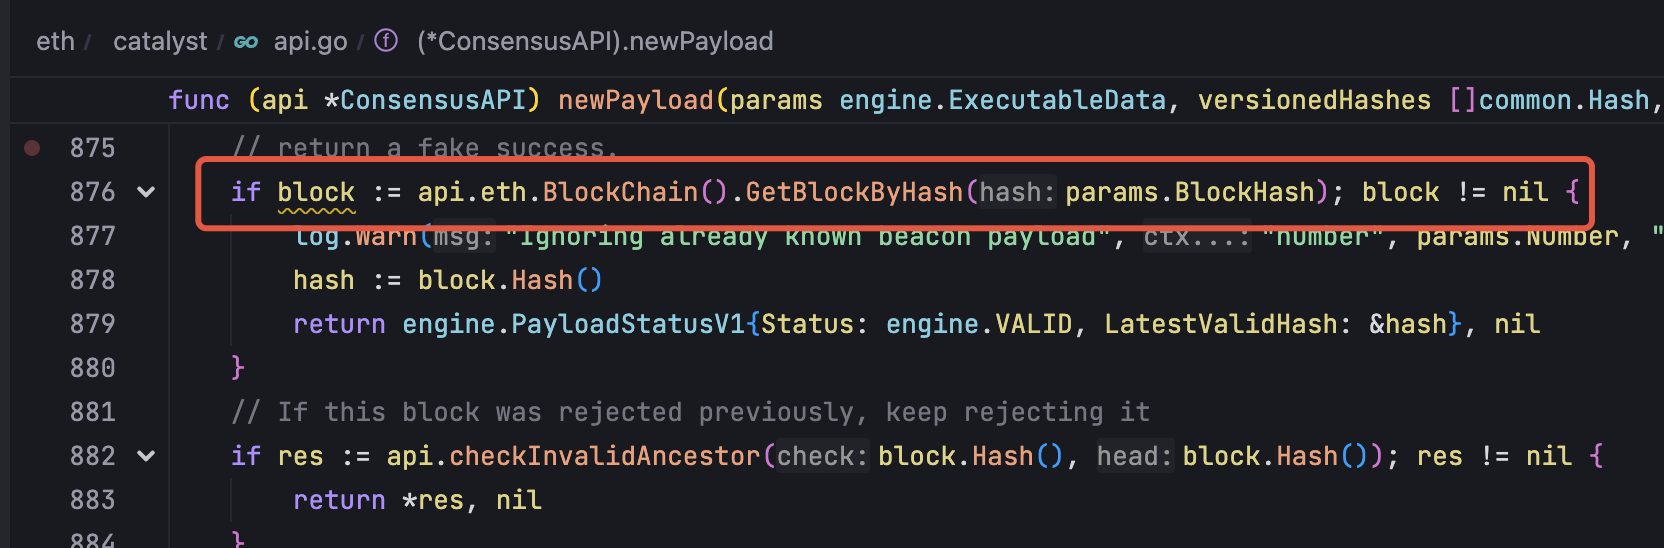 eth / catalyst / GO api.go / f (*ConsensusAPI).newPayload
func (api *ConsensusAPI) newPayload(params engine.ExecutableData, versionedHashes []common.Hash,
875 // return a fake success.
876 if block := api.eth.BlockChain().GetBlockByHash(hash: params.BlockHash); block != nil {
877 log.Warn(msg: "Ignoring already known beacon payload", ctx...: "number", params.Number, "
878 hash := block.Hash()
879 return engine.PayloadStatusV1{Status: engine.VALID, LatestValidHash: &hash}, nil
880 }
881 // If this block was rejected previously, keep rejecting it
882 if res := api.checkInvalidAncestor(check: block.Hash(), head: block.Hash()); res != nil {
883 return *res, nil
884 }